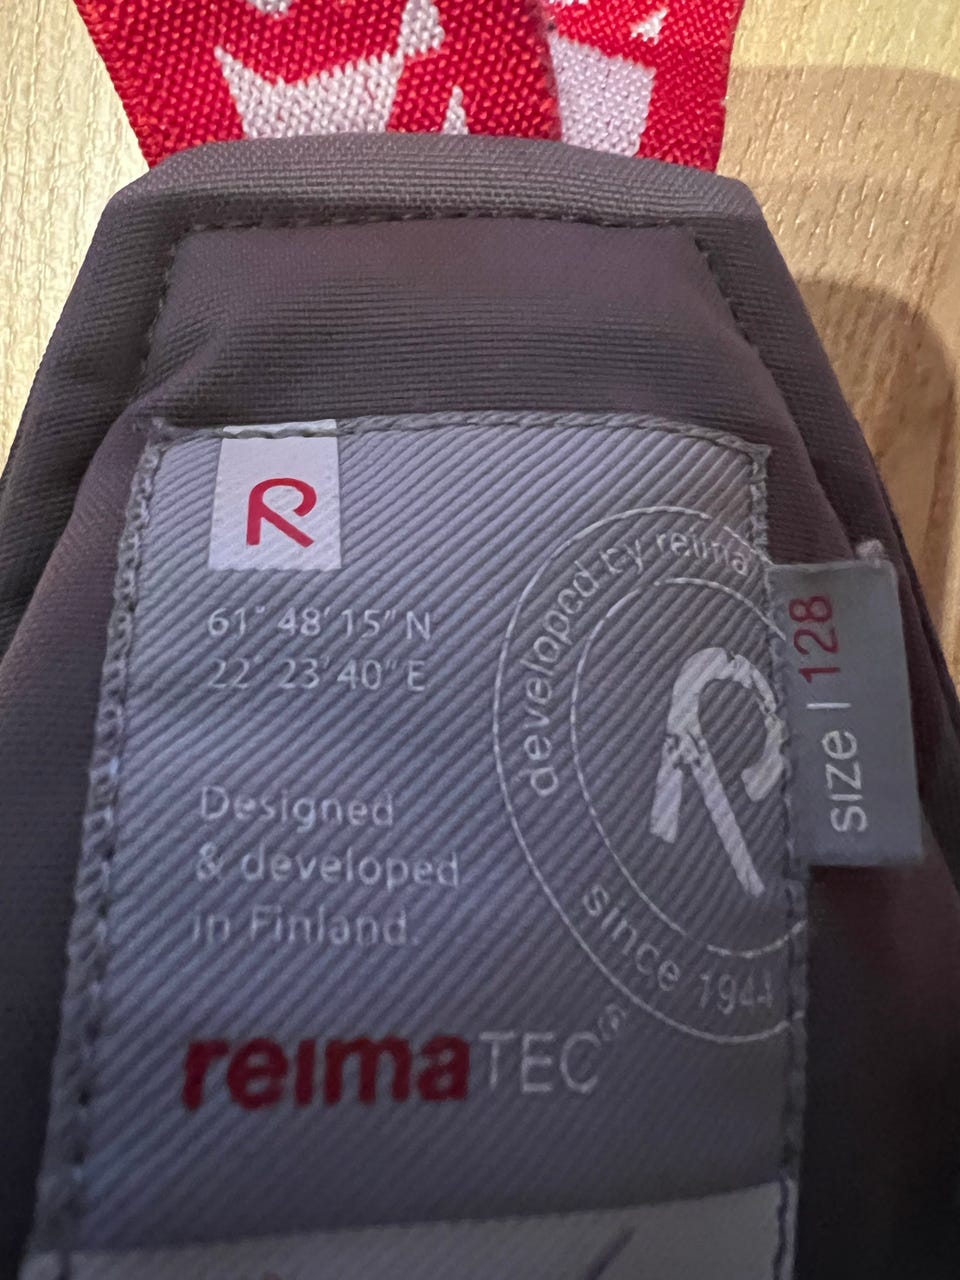 R
61° 48' 15" N
22° 23' 40" E
Designed
& developed
in Finland.
reimaTEC®
developed by reima
R
since 1944
size | 128